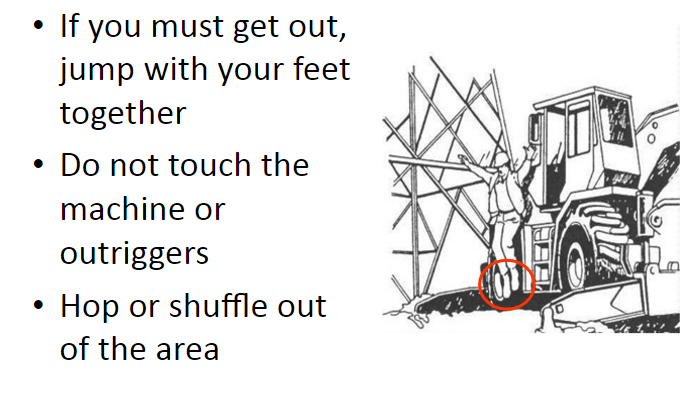 • If you must get out,
jump with your feet
together
• Do not touch the
machine or
outriggers
• Hop or shuffle out
of the area